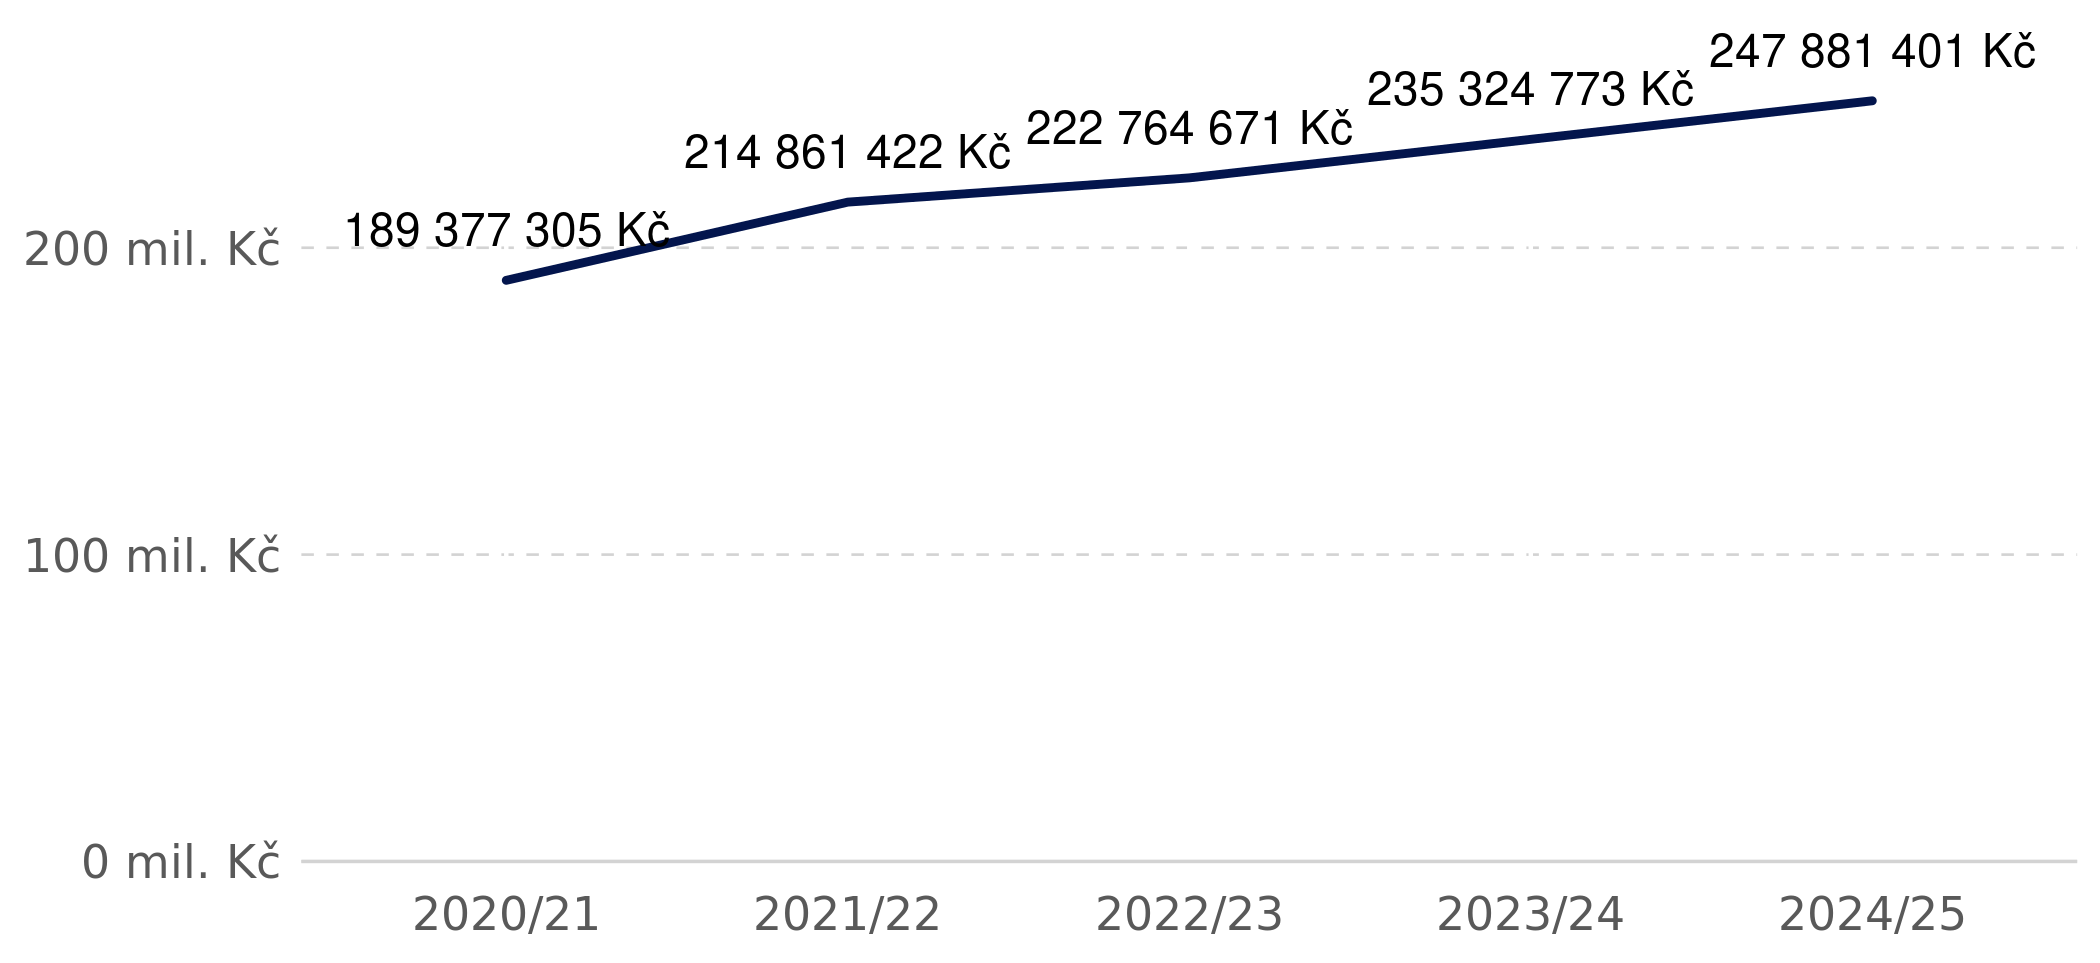 247 881 401 Kč
235 324 773 Kč
222 764 671 Kč
214 861 422 Kč
189 377 305 Kč
200 mil. Kč
100 mil. Kč
0 mil. Kč
2020/21 2021/22 2022/23 2023/24 2024/25